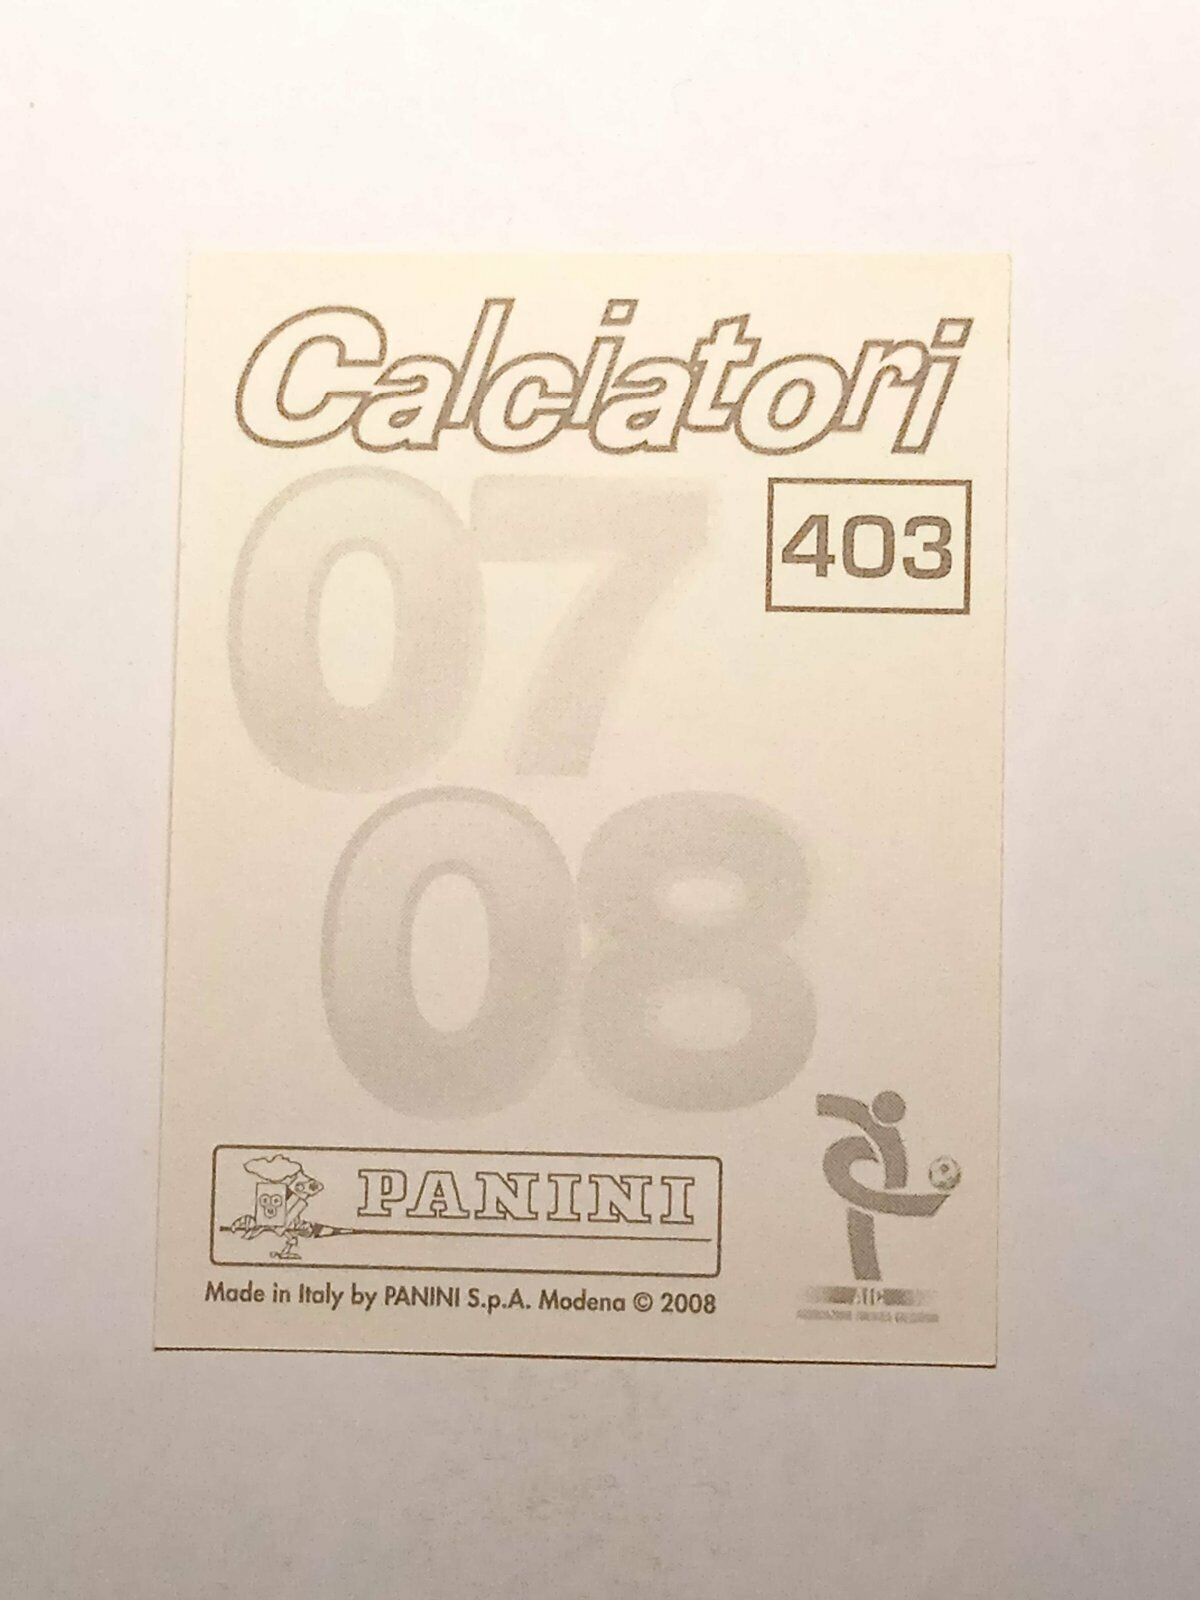 Calciatori
07
403
08
PANINI
Made in Italy by PANINI S.p.A. Modena © 2008